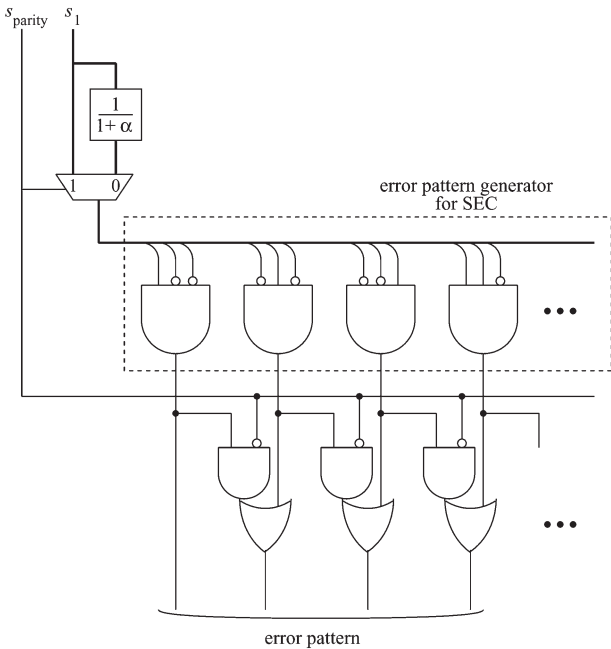 s_parity s_1
1
1+ α
1 0
error pattern generator
for SEC
•••
•••
error pattern